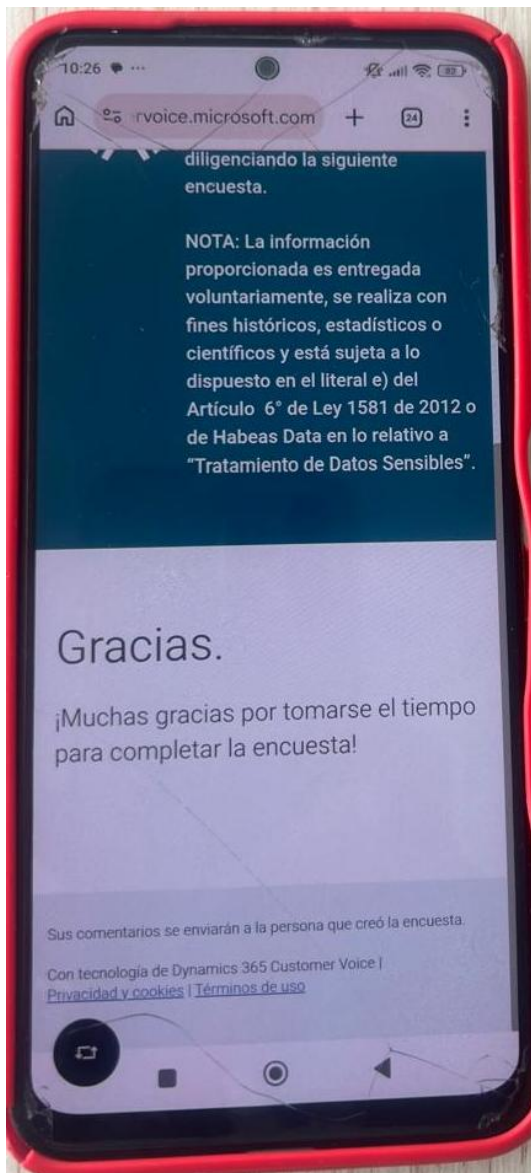 10:26
92
rvoice.microsoft.com
24
diligenciando la siguiente
encuesta.
NOTA: La información
proporcionada es entregada
voluntariamente, se realiza con
fines históricos, estadísticos o
científicos y está sujeta a lo
dispuesto en el literal e) del
Artículo 6° de Ley 1581 de 2012 o
de Habeas Data en lo relativo a
“Tratamiento de Datos Sensibles”.
Gracias.
¡Muchas gracias por tomarse el tiempo
para completar la encuesta!
Sus comentarios se enviarán a la persona que creó la encuesta.
Con tecnología de Dynamics 365 Customer Voice |
Privacidad y cookies | Términos de uso